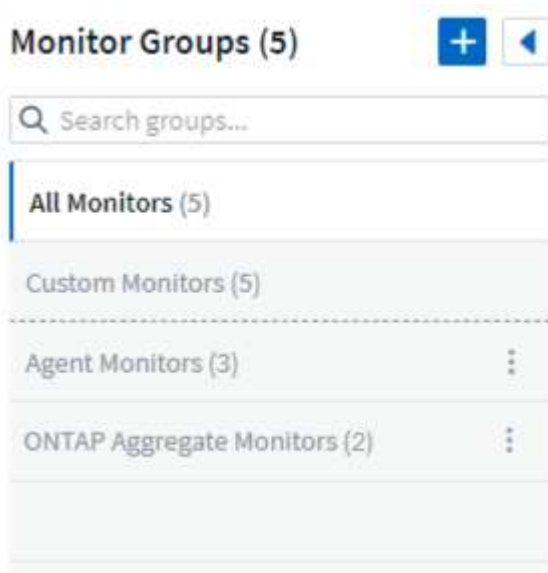 Monitor Groups (5)
Search groups...
All Monitors (5)
Custom Monitors (5)
Agent Monitors (3)
ONTAP Aggregate Monitors (2)